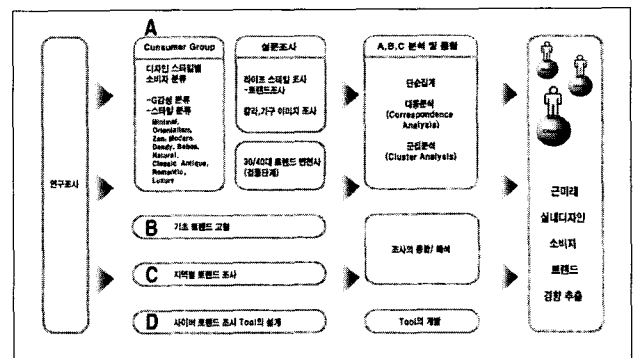 연구조사
A
Cunsumer Group
디자인 스타일별
소비자 분류
-G감성 분류
-스타일 분류
Minimal,
Orientalism,
Zen, Modern
Dandy, Bobos,
Natural,
Classic Antique,
Romantic,
Luxury
설문조사
라이프 스타일 조사
-트랜드조사
칼라,가구 이미지 조사
30/40대 트랜드 변천사
(검증단계)
B 기초 트랜드 고찰
C 지역별 트랜드 조사
D 사이버 트랜드 조사 Tool의 설계
A,B,C 분석 및 종합
단순집계
대응분석
(Correspondence
Analysis)
군집분석
(Cluster Analysis)
조사의 종합/ 해석
Tool의 개발
근미래
실내디자인
소비자
트랜드
경향 추출